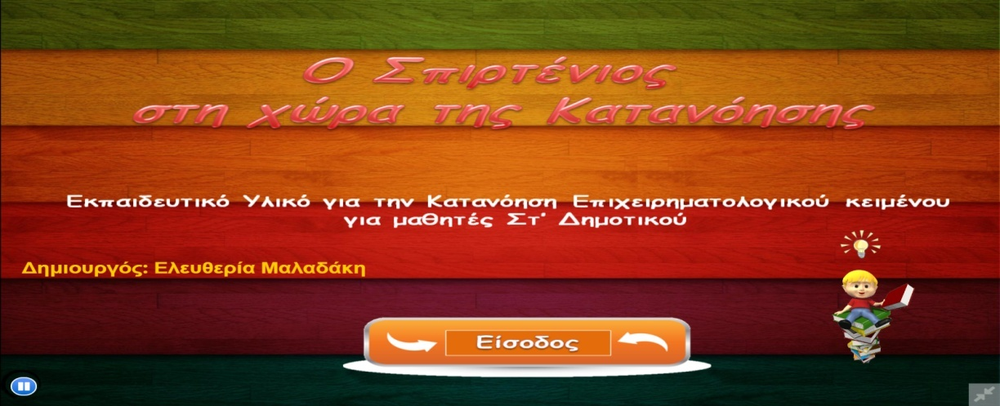 Ο Σπιρτένιος
στη χώρα της Κατανόησης
Εκπαιδευτικό Υλικό για την Κατανόηση Επιχειρηματολογικού κειμένου
για μαθητές Στ' Δημοτικού
Δημιουργός: Ελευθερία Μαλαδάκη
Είσοδος